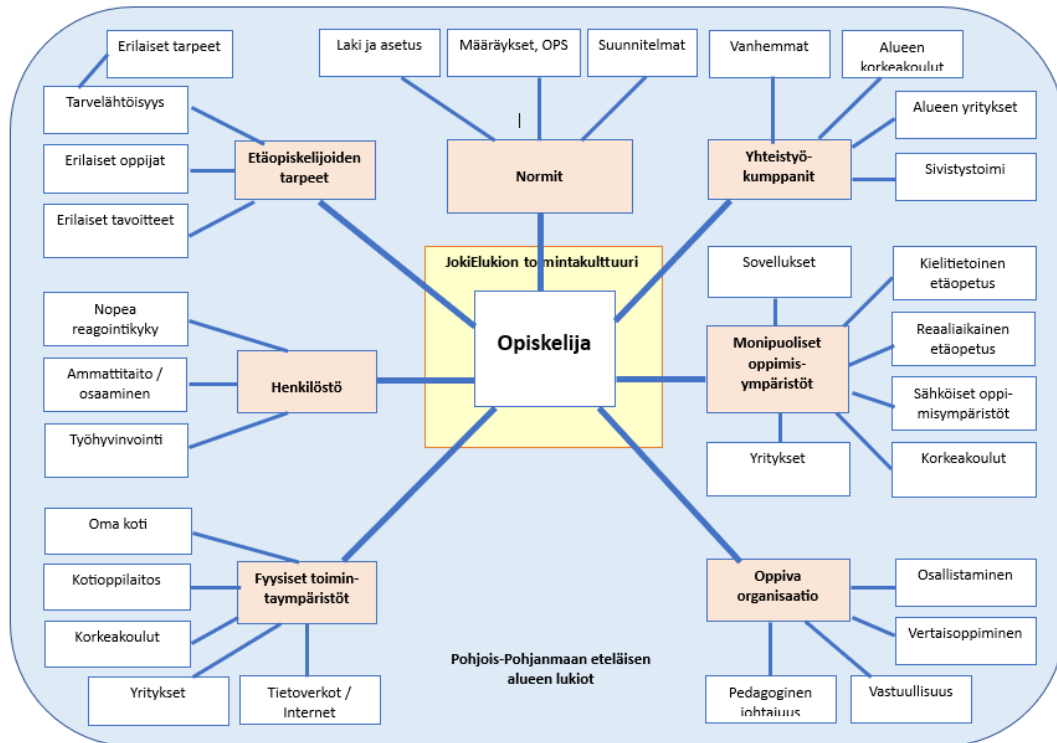 Erilaiset tarpeet
Laki ja asetus
Määräykset, OPS
Suunnitelmat
Vanhemmat
Alueen
korkeakoulut
Tarvelähtöisyys
Alueen yritykset
Erilaiset oppijat
Etäopiskelijoiden
tarpeet
Normit
Yhteistyö-
kumppanit
Sivistystoimi
Erilaiset tavoitteet
JokiElukion toimintakulttuuri
Sovellukset
Kielitietoinen
etäopetus
Nopea
reagointikyky
Opiskelija
Monipuoliset
oppimis-
ympäristöt
Reaaliaikainen
etäopetus
Ammattitaito /
osaaminen
Henkilöstö
Sähköiset oppi-
misympäristöt
Työhyvinvointi
Yritykset
Korkeakoulut
Oma koti
Kotioppilaitos
Fyysiset toimin-
taympäristöt
Oppiva
organisaatio
Osallistaminen
Korkeakoulut
Vertaisoppiminen
Pohjois-Pohjanmaan eteläisen
alueen lukiot
Yritykset
Tietoverkot /
Internet
Pedagoginen
johtajuus
Vastuullisuus